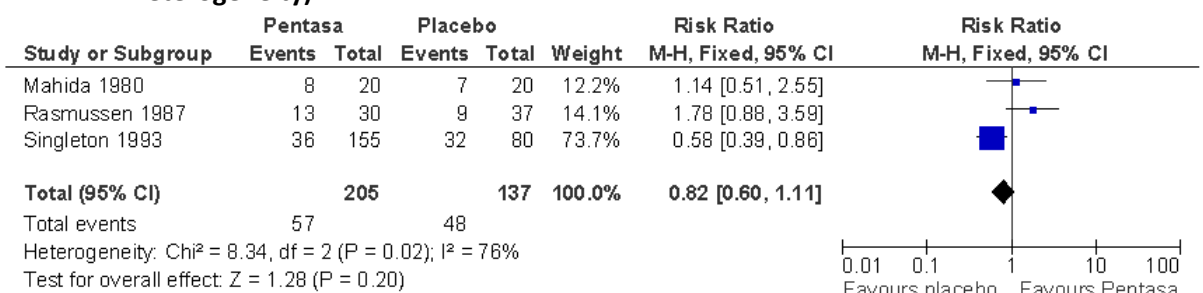 Pentasa Placebo Risk Ratio Risk Ratio
Study or Subgroup Events Total Events Total Weight M-H, Fixed, 95% CI M-H, Fixed, 95% CI
Mahida 1980 8 20 7 20 12.2% 1.14 [0.51, 2.55]
Rasmussen 1987 13 30 9 37 14.1% 1.78 [0.88, 3.59]
Singleton 1993 36 155 32 80 73.7% 0.58 [0.39, 0.86]
Total (95% CI) 205 137 100.0% 0.82 [0.60, 1.11]
Total events 57 48
Heterogeneity: Chi² = 8.34, df = 2 (P = 0.02); I² = 76%
Test for overall effect: Z = 1.28 (P = 0.20)
0.01 0.1 1 10 100
Favours placebo Favours Pentasa